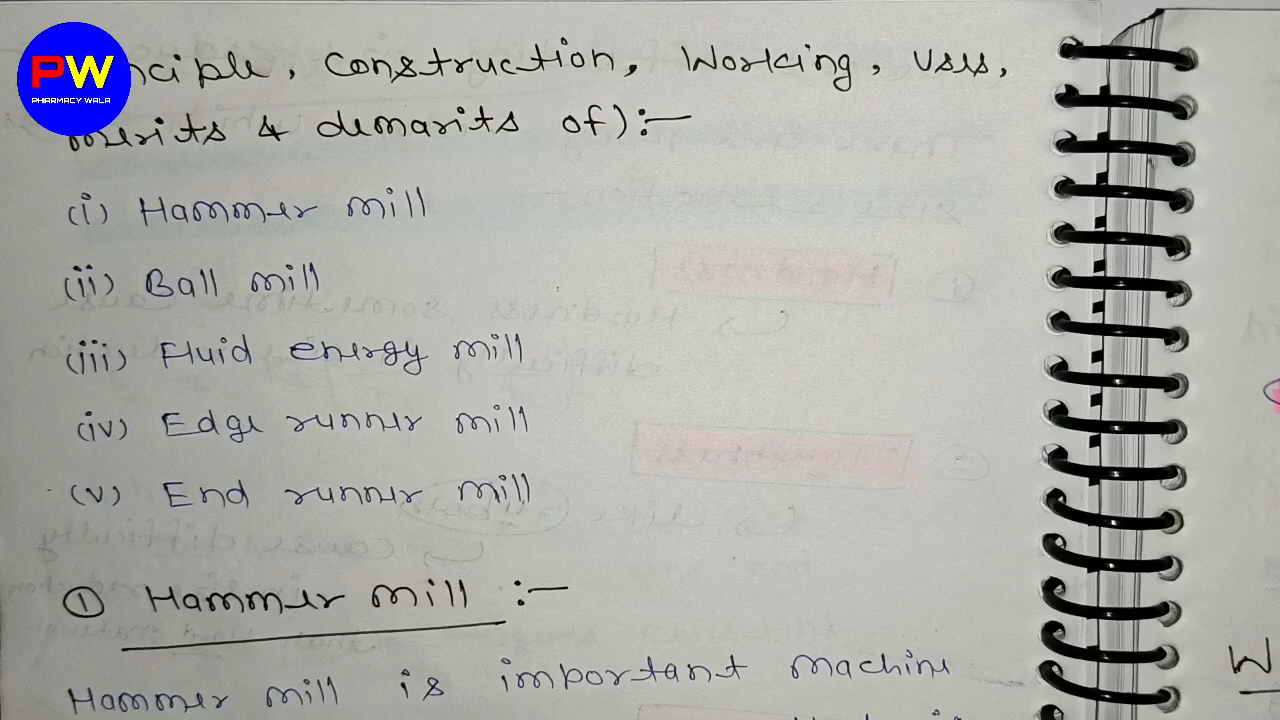 PW
PHARMACY WALA
nciple, Construction, Working, Uses,
merits & demarits of):-
(i) Hammer mill
(ii) Ball mill
(iii) Fluid energy mill
(iv) Edge runner mill
(v) End runner mill
① Hammer mill :-
Hammer mill is important machine
W